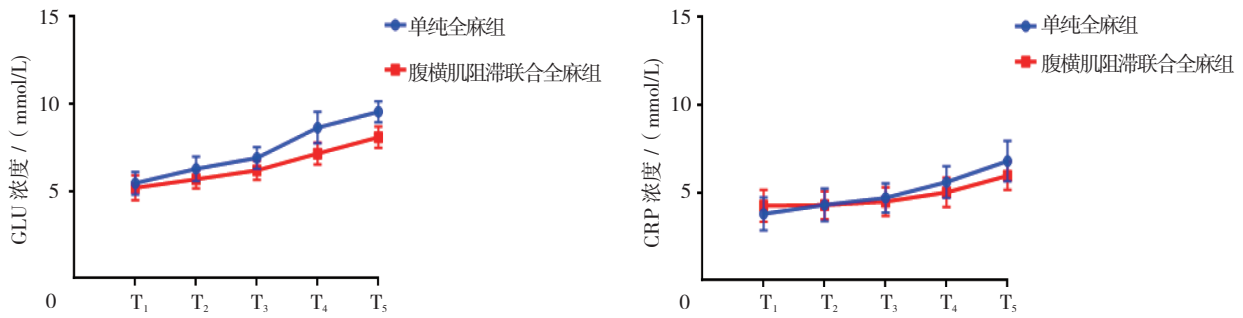 15
10
5
0
GLU 浓度 / ( mmol/L)
T₁ T₂ T₃ T₄ T₅
单纯全麻组
腹横肌阻滞联合全麻组
15
10
5
0
CRP 浓度 / ( mmol/L)
T₁ T₂ T₃ T₄ T₅
单纯全麻组
腹横肌阻滞联合全麻组